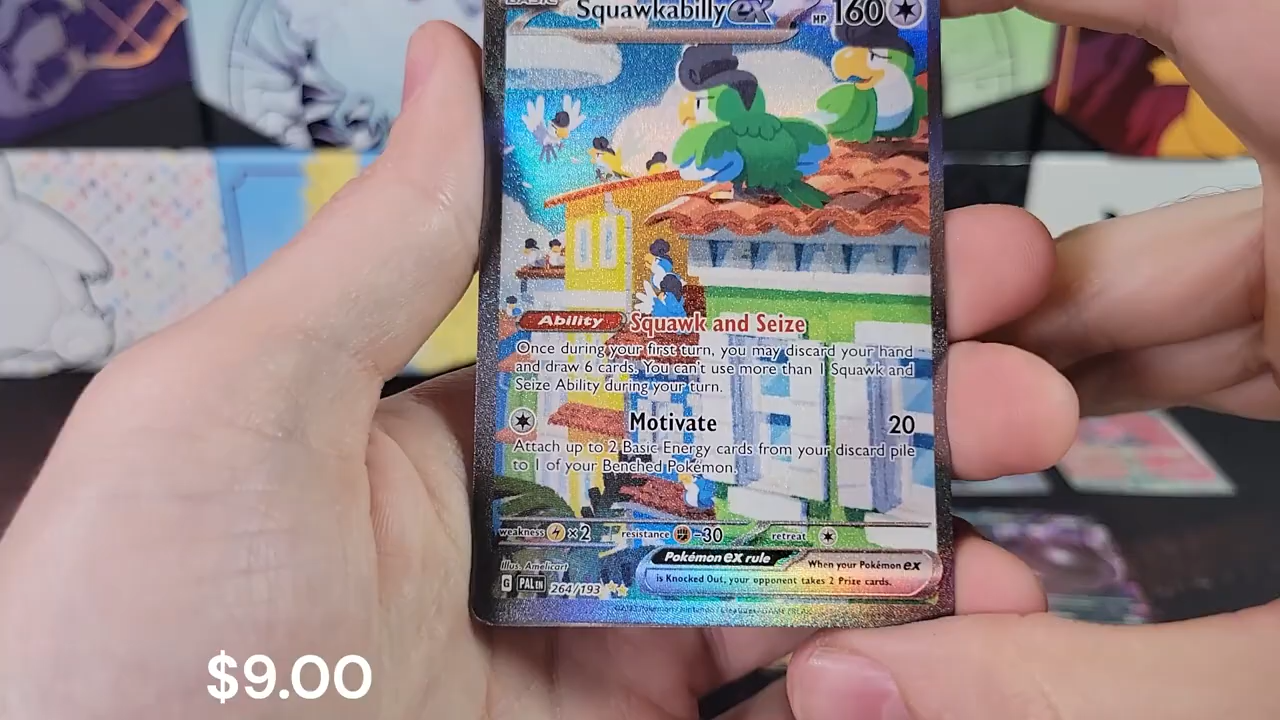 BASIC
Squawkabilly ex HP 160
Ability Squawk and Seize
Once during your first turn, you may discard your hand
and draw 6 cards. You can't use more than 1 Squawk and
Seize Ability during your turn.
Motivate 20
Attach up to 2 Basic Energy cards from your discard pile
to 1 of your Benched Pokémon.
weakness ×2 resistance -30 retreat
Illus. Amelicart
Pokémon ex rule When your Pokémon ex
is Knocked Out, your opponent takes 2 Prize cards.
G PAL EN 264/193
$9.00